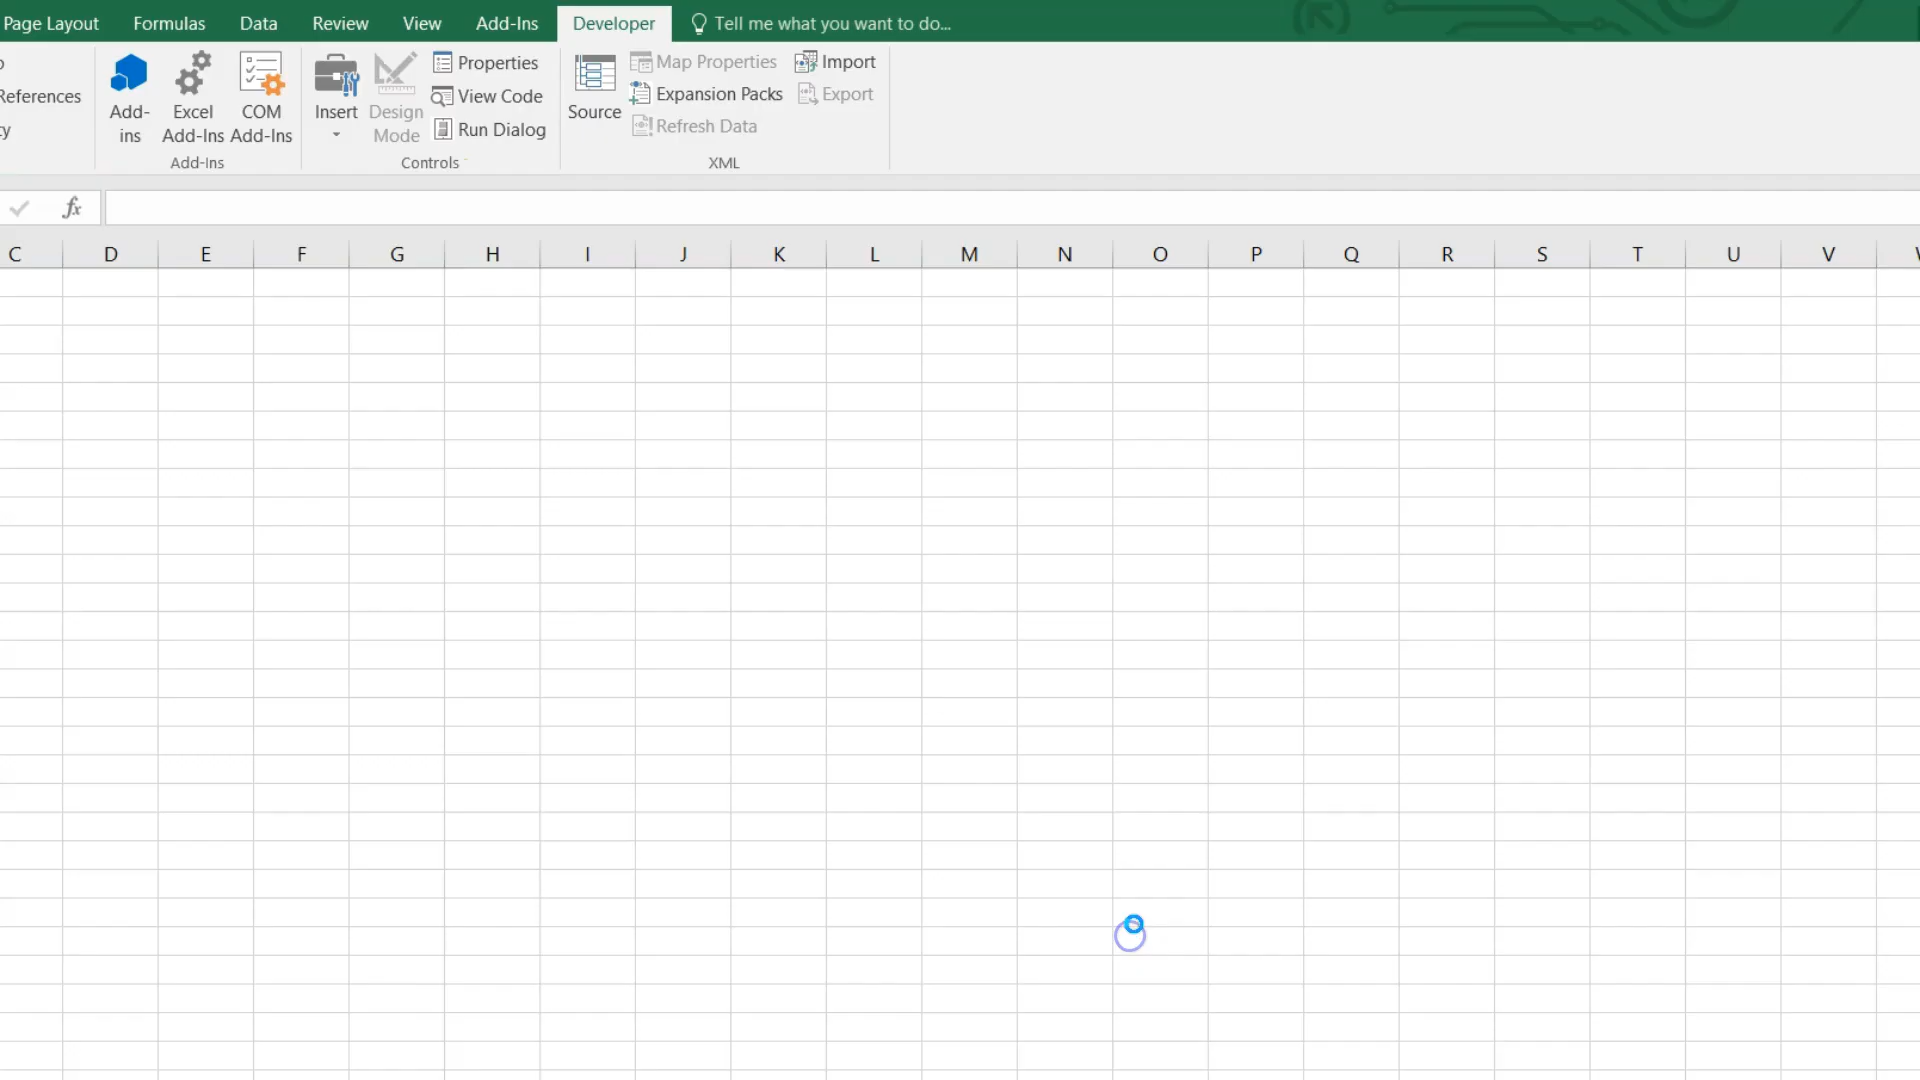 Page Layout Formulas Data Review View Add-Ins Developer Tell me what you want to do...
References
Add-
ins
Excel
Add-Ins
COM
Add-Ins
Add-Ins
Insert
Design
Mode
Properties
View Code
Run Dialog
Controls
Source
Map Properties
Expansion Packs
Refresh Data
Import
Export
XML
fx
C D E F G H I J K L M N O P Q R S T U V